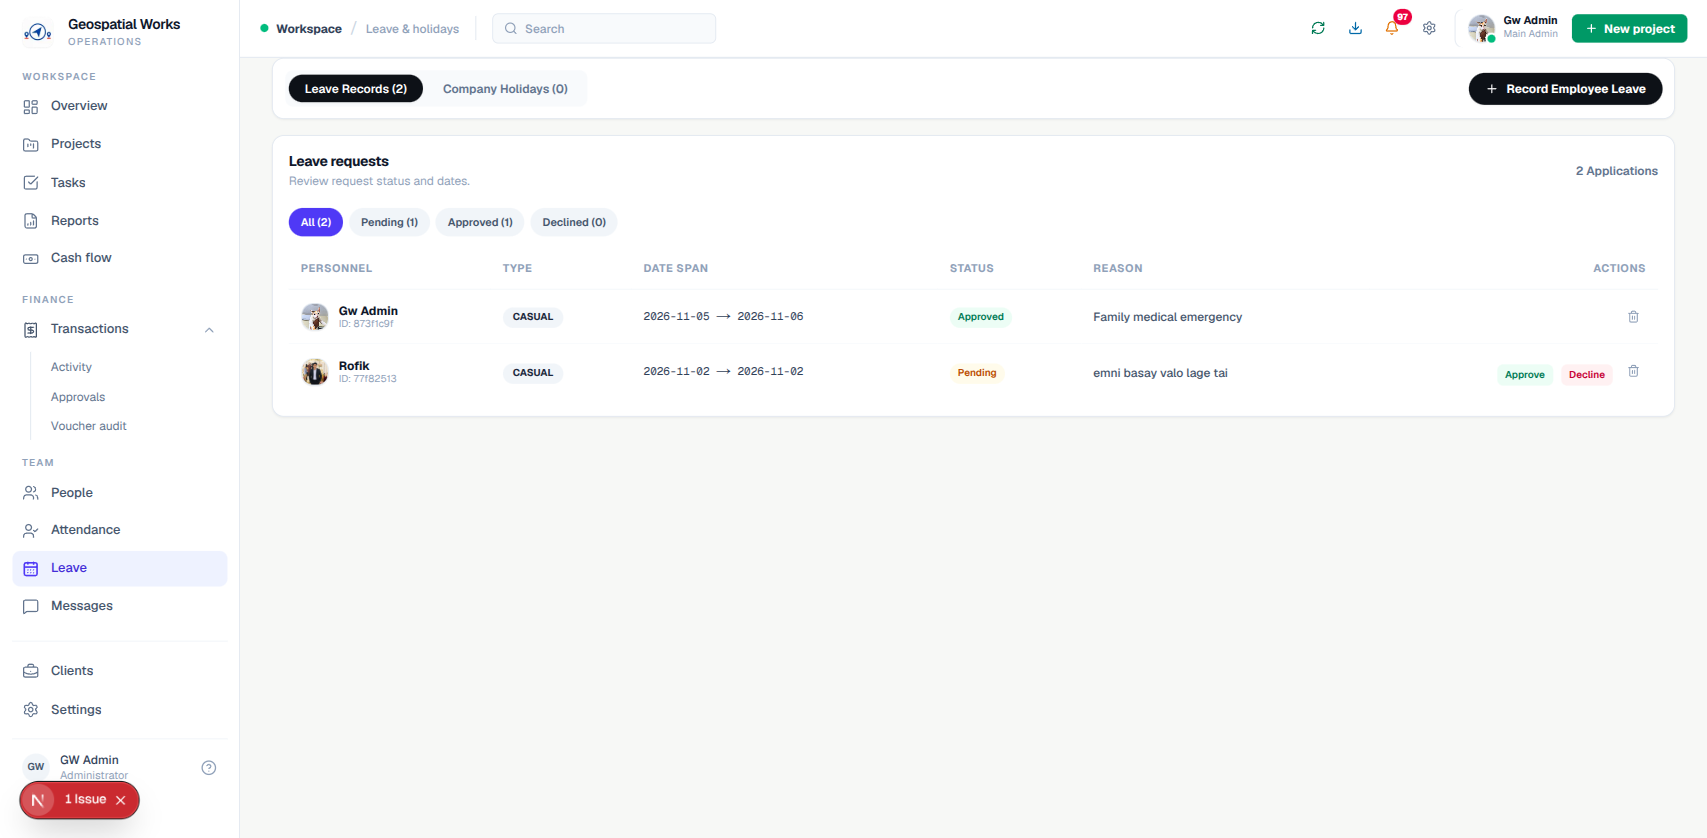 Geospatial Works
OPERATIONS
WORKSPACE
Overview
Projects
Tasks
Reports
Cash flow
FINANCE
Transactions
Activity
Approvals
Voucher audit
TEAM
People
Attendance
Leave
Messages
Clients
Settings
GW GW Admin
Administrator
N 1 Issue
Workspace / Leave & holidays Search 97 Gw Admin
Main Admin
+ New project
Leave Records (2) Company Holidays (0) + Record Employee Leave
Leave requests
Review request status and dates.
2 Applications
All (2) Pending (1) Approved (1) Declined (0)
PERSONNEL TYPE DATE SPAN STATUS REASON ACTIONS
Gw Admin
ID: 873f1c9f
CASUAL 2026-11-05 → 2026-11-06 Approved Family medical emergency
Rofik
ID: 77f82513
CASUAL 2026-11-02 → 2026-11-02 Pending emni basay valo lage tai Approve Decline